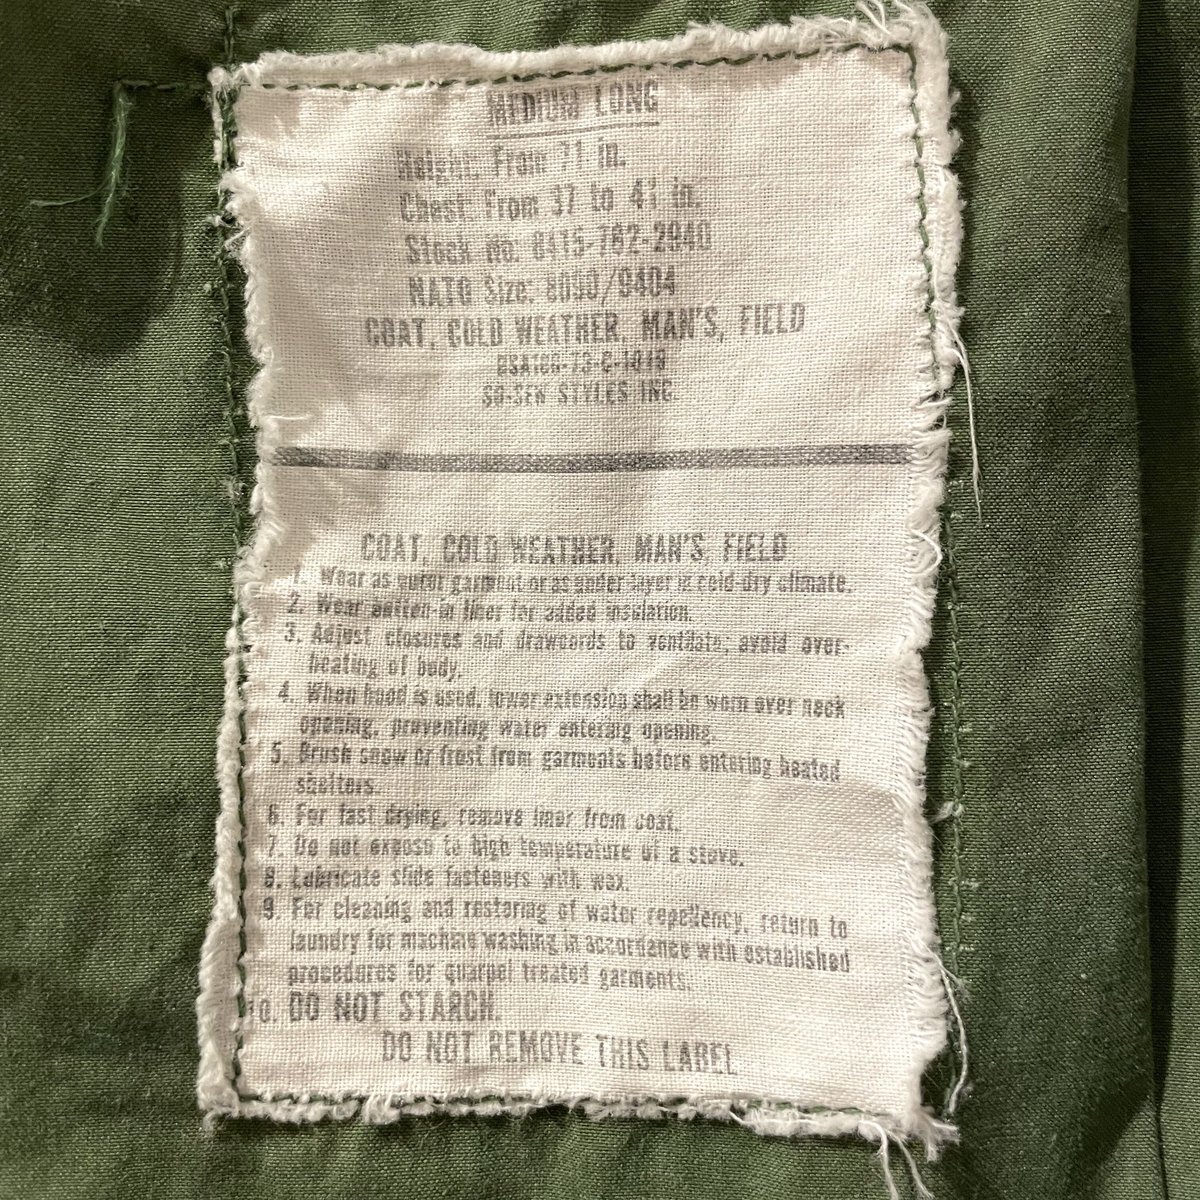 MEDIUM LONG
Height: From 71 in.
Chest: From 37 to 41 in.
Stock No. 8415-782-2940
NATO Size: 8090/9404
COAT, COLD WEATHER, MAN'S, FIELD
DSA100-73-C-1018
SO-SEW STYLES INC.
COAT, COLD WEATHER, MAN'S, FIELD
1. Wear as outer garment or as under layer in cold-dry climate.
2. Wear button-in liner for added insulation.
3. Adjust closures and drawcords to ventilate; avoid over-
heating of body.
4. When hood is used, lower extension shall be worn over neck
opening, preventing water entering opening.
5. Brush snow or frost from garments before entering heated
shelters.
6. For fast drying, remove liner from coat.
7. Do not expose to high temperature of a stove.
8. Lubricate slide fasteners with wax.
9. For cleaning and restoring of water repellency, return to
laundry for machine washing in accordance with established
procedures for quarpel treated garments.
10. DO NOT STARCH.
DO NOT REMOVE THIS LABEL